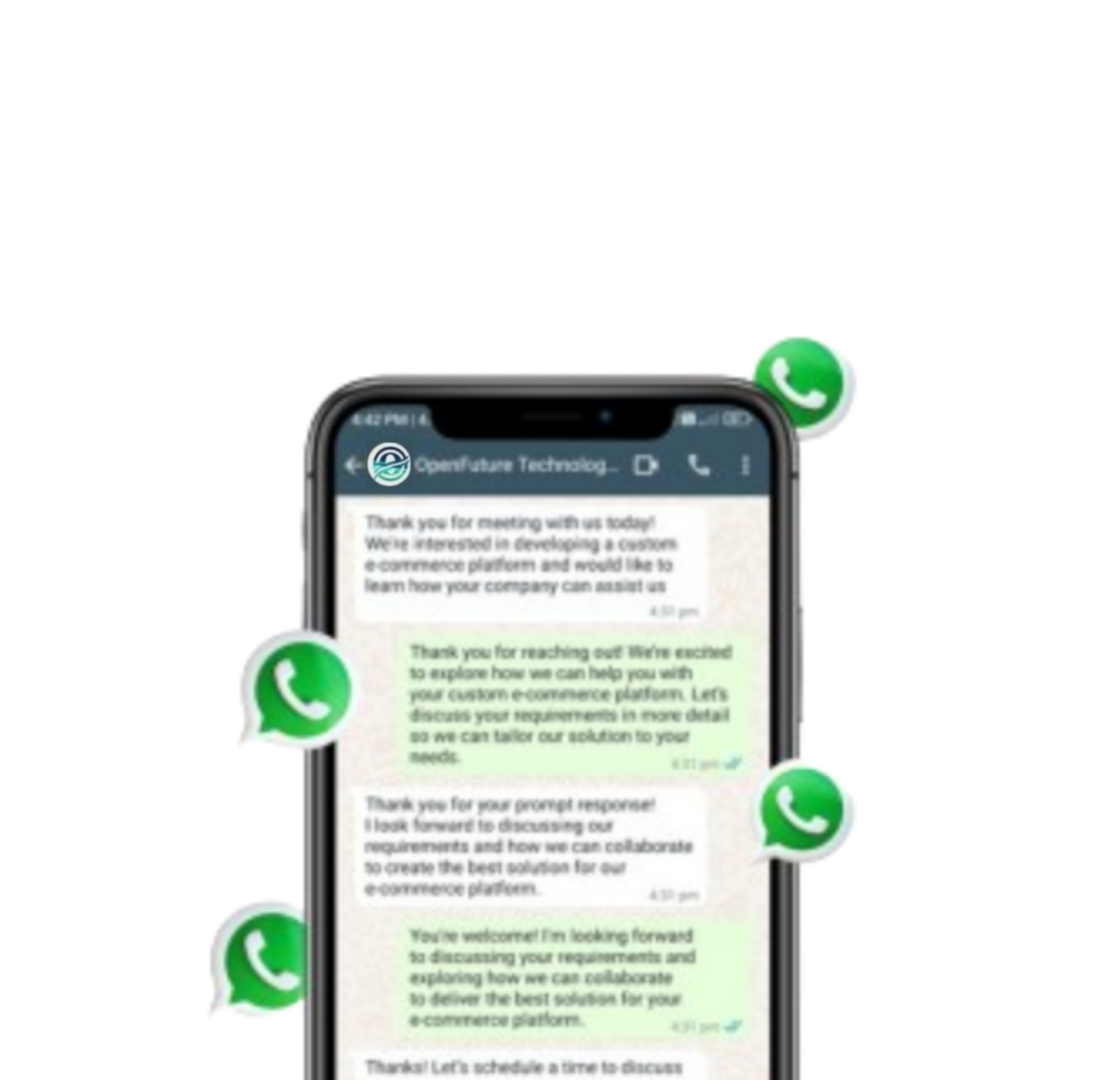 4:42 PM | 4.
OpenFuture Technolog...
Thank you for meeting with us today!
We're interested in developing a custom
e-commerce platform and would like to
learn how your company can assist us
4:31 pm
Thank you for reaching out! We're excited
to explore how we can help you with
your custom e-commerce platform. Let's
discuss your requirements in more detail
so we can tailor our solution to your
needs.
4:31 pm
Thank you for your prompt response!
I look forward to discussing our
requirements and how we can collaborate
to create the best solution for our
e-commerce platform.
4:31 pm
You're welcome! I'm looking forward
to discussing your requirements and
exploring how we can collaborate
to deliver the best solution for your
e-commerce platform.
4:31 pm
Thanks! Let's schedule a time to discuss